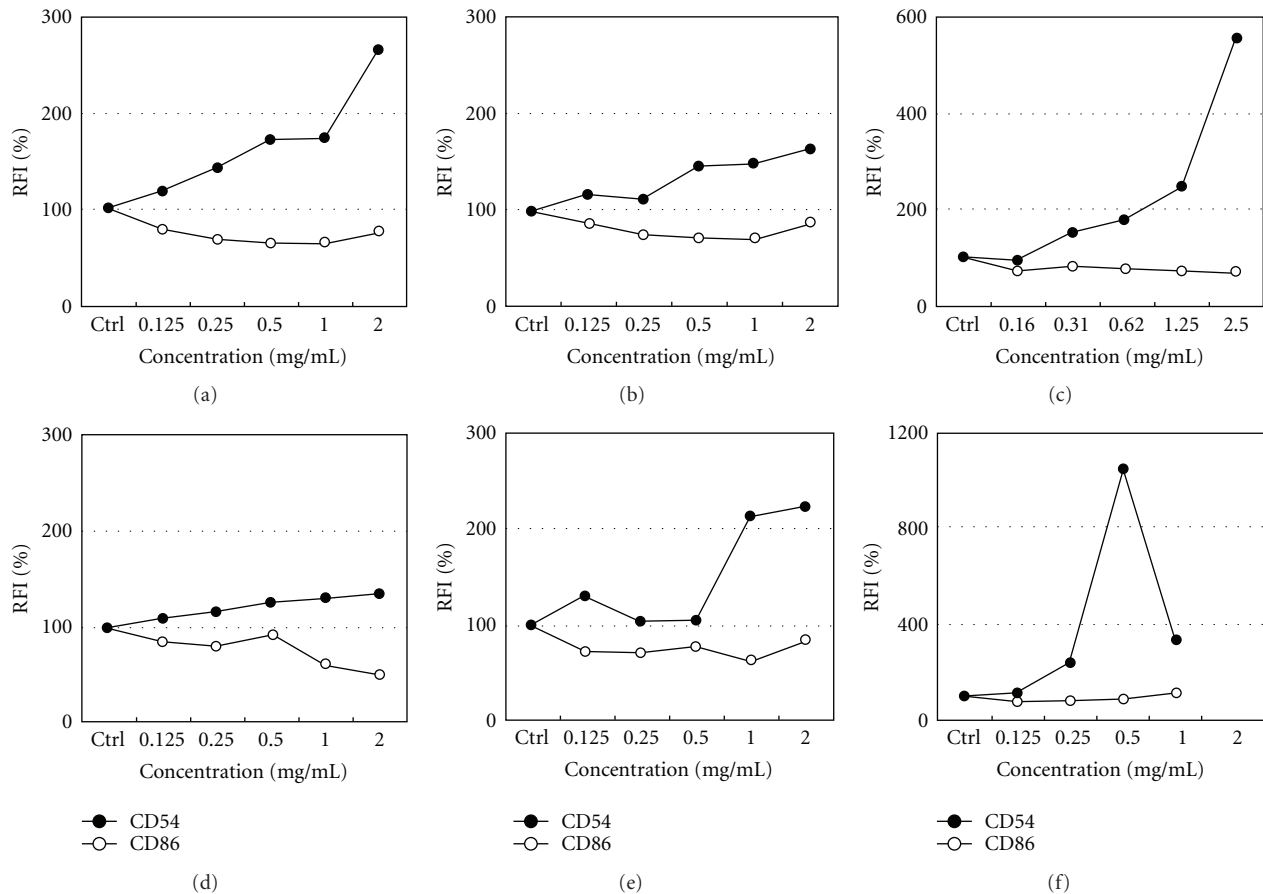 300
200
100
0
RFI (%)
Ctrl 0.125 0.25 0.5 1 2
Concentration (mg/mL)
(a)
300
200
100
0
RFI (%)
Ctrl 0.125 0.25 0.5 1 2
Concentration (mg/mL)
(b)
600
400
200
0
RFI (%)
Ctrl 0.16 0.31 0.62 1.25 2.5
Concentration (mg/mL)
(c)
300
200
100
0
RFI (%)
Ctrl 0.125 0.25 0.5 1 2
Concentration (mg/mL)
CD54
CD86
(d)
300
200
100
0
RFI (%)
Ctrl 0.125 0.25 0.5 1 2
Concentration (mg/mL)
CD54
CD86
(e)
1200
800
400
0
RFI (%)
Ctrl 0.125 0.25 0.5 1 2
Concentration (mg/mL)
CD54
CD86
(f)